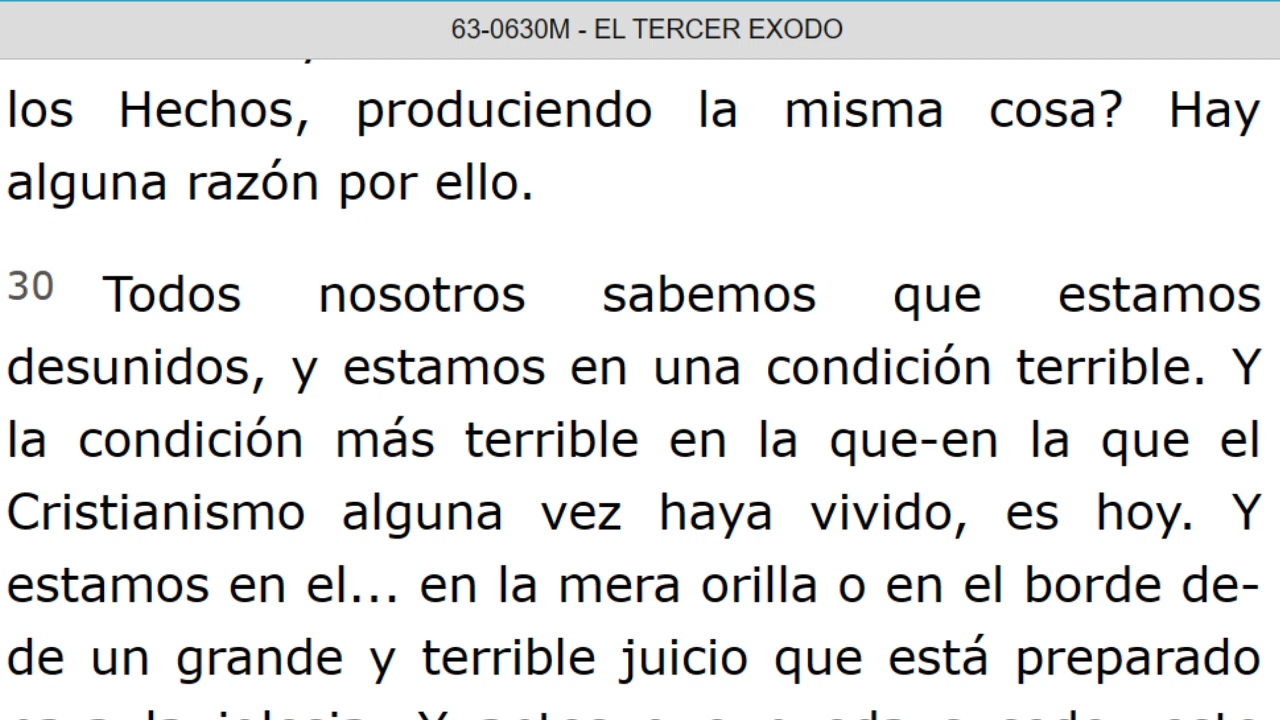 63-0630M - EL TERCER EXODO
los Hechos, produciendo la misma cosa? Hay
alguna razón por ello.
30 Todos nosotros sabemos que estamos
desunidos, y estamos en una condición terrible. Y
la condición más terrible en la que-en la que el
Cristianismo alguna vez haya vivido, es hoy. Y
estamos en el... en la mera orilla o en el borde de-
de un grande y terrible juicio que está preparado